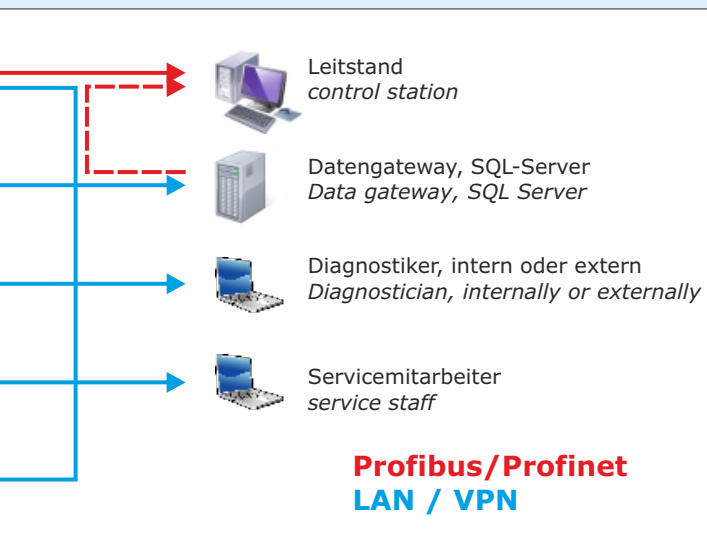 Leitstand
control station
Datengateway, SQL-Server
Data gateway, SQL Server
Diagnostiker, intern oder extern
Diagnostician, internally or externally
Servicemitarbeiter
service staff
Profibus/Profinet
LAN / VPN